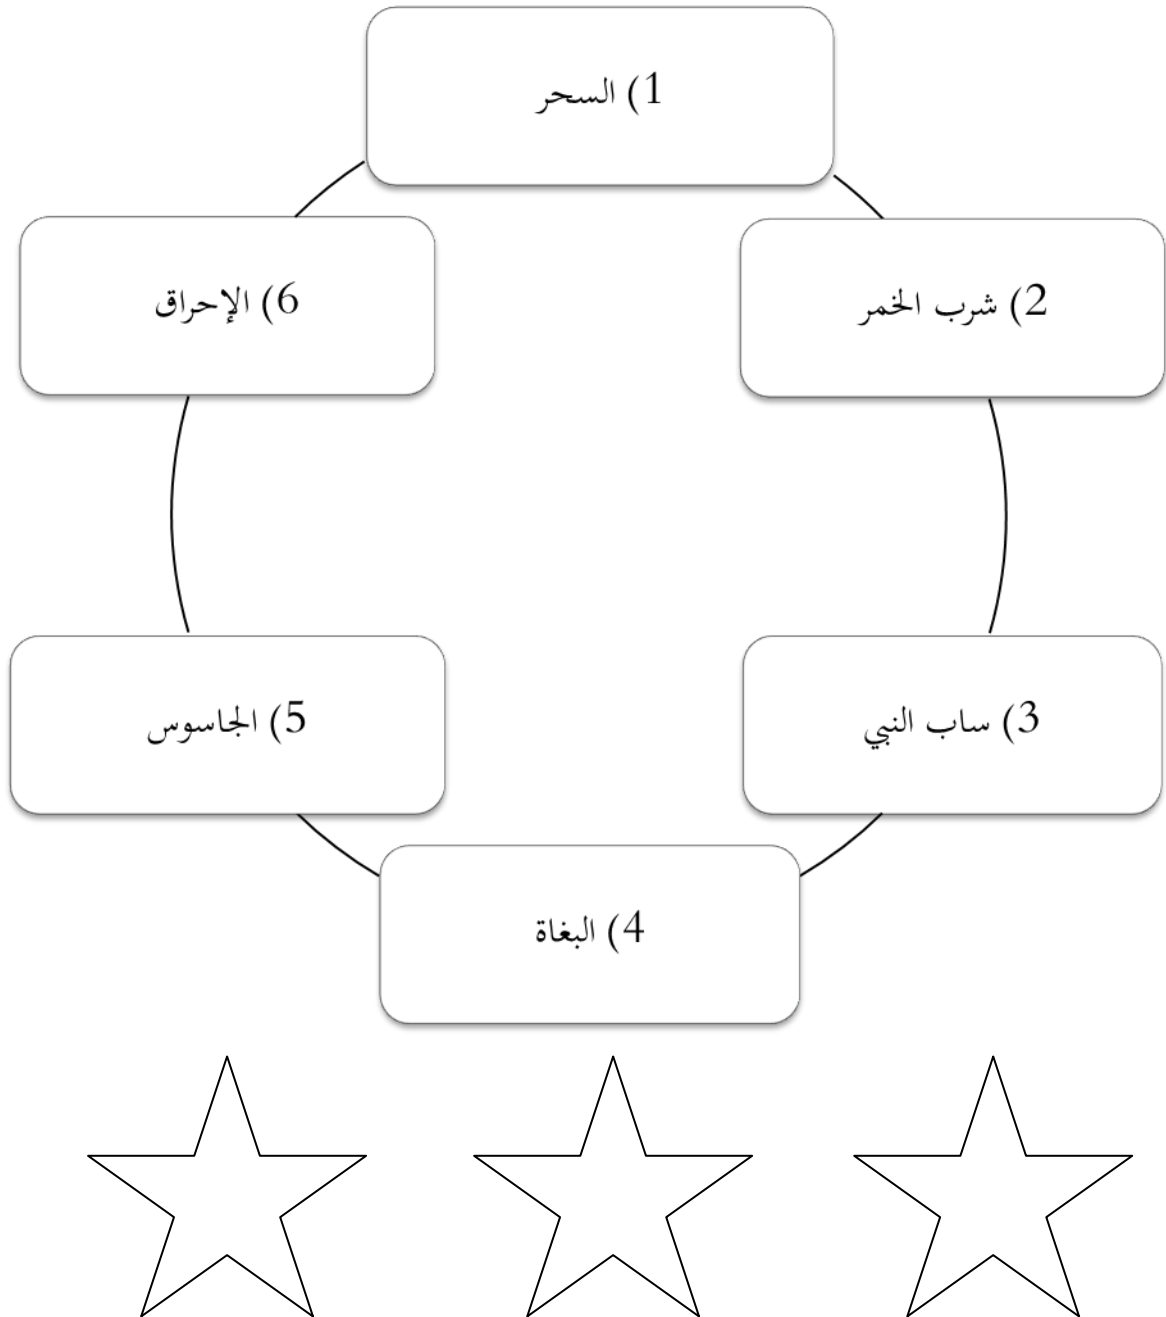 1) السحر
2) شرب الخمر
3) ساب النبي
4) البغاة
5) الجاسوس
6) الإحراق